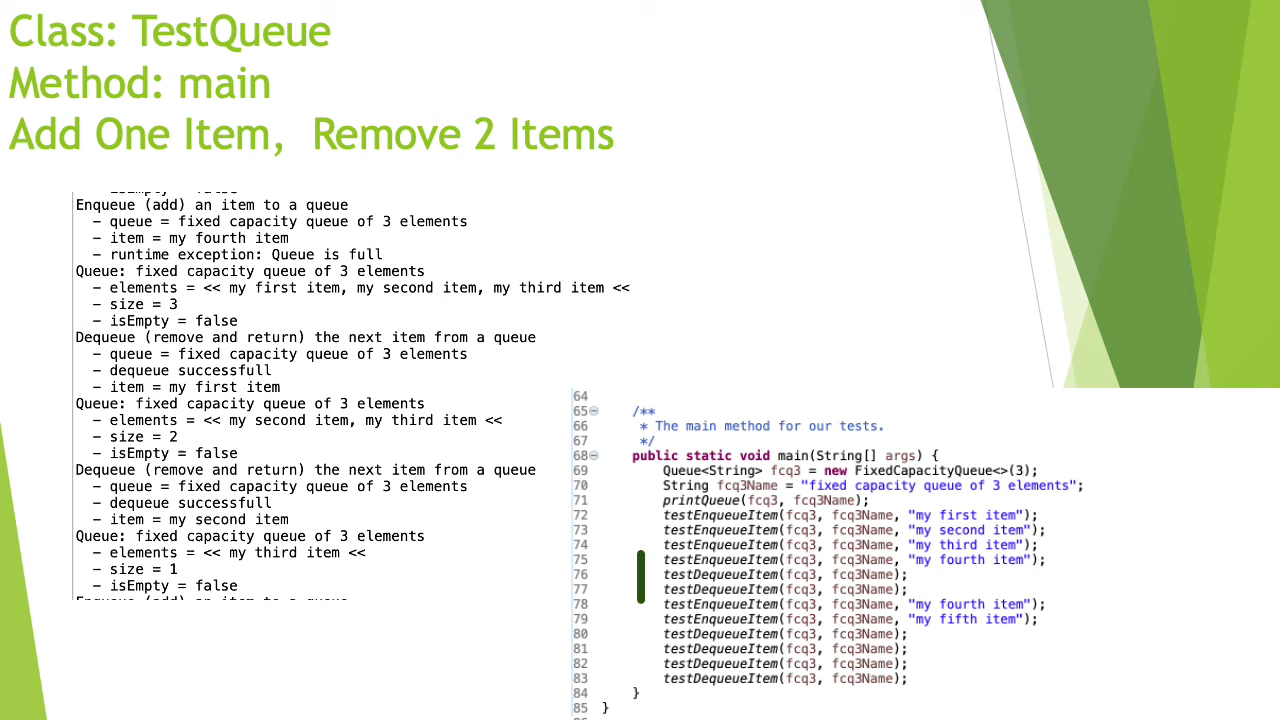 Class: TestQueue
Method: main
Add One Item,  Remove 2 Items
isEmpty = false
Enqueue (add) an item to a queue
  - queue = fixed capacity queue of 3 elements
  - item = my fourth item
  - runtime exception: Queue is full
Queue: fixed capacity queue of 3 elements
  - elements = << my first item, my second item, my third item <<
  - size = 3
  - isEmpty = false
Dequeue (remove and return) the next item from a queue
  - queue = fixed capacity queue of 3 elements
  - dequeue successfull
  - item = my first item
Queue: fixed capacity queue of 3 elements
  - elements = << my second item, my third item <<
  - size = 2
  - isEmpty = false
Dequeue (remove and return) the next item from a queue
  - queue = fixed capacity queue of 3 elements
  - dequeue successfull
  - item = my second item
Queue: fixed capacity queue of 3 elements
  - elements = << my third item <<
  - size = 1
  - isEmpty = false
Enqueue (add) an item to a queue
64
65 /**
66 * The main method for our tests.
67 */
68 public static void main(String[] args) {
69 Queue<String> fcq3 = new FixedCapacityQueue<>(3);
70 String fcq3Name = "fixed capacity queue of 3 elements";
71 printQueue(fcq3, fcq3Name);
72 testEnqueueItem(fcq3, fcq3Name, "my first item");
73 testEnqueueItem(fcq3, fcq3Name, "my second item");
74 testEnqueueItem(fcq3, fcq3Name, "my third item");
75 testEnqueueItem(fcq3, fcq3Name, "my fourth item");
76 testDequeueItem(fcq3, fcq3Name);
77 testDequeueItem(fcq3, fcq3Name);
78 testEnqueueItem(fcq3, fcq3Name, "my fourth item");
79 testEnqueueItem(fcq3, fcq3Name, "my fifth item");
80 testDequeueItem(fcq3, fcq3Name);
81 testDequeueItem(fcq3, fcq3Name);
82 testDequeueItem(fcq3, fcq3Name);
83 testDequeueItem(fcq3, fcq3Name);
84 }
85 }